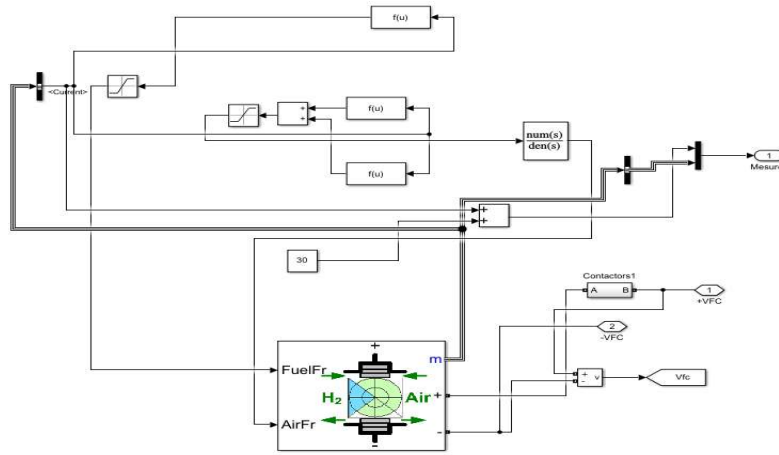 f(u)
<Current>
f(u)
+
+
num(s)
den(s)
f(u)
1
Mesure
+
+
30
Contactors1
A B
1
+VFC
2
-VFC
+
-
v
Vfc
+
m
FuelFr
H2 Air
+
AirFr
-
-